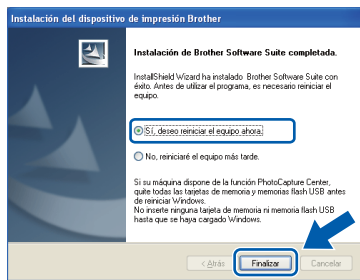 Instalación del dispositivo de impresión Brother
Instalación de Brother Software Suite completada.
InstallShield Wizard ha instalado Brother Software Suite con
éxito. Antes de utilizar el programa, es necesario reiniciar el
equipo.
Sí, deseo reiniciar el equipo ahora.
No, reiniciaré el equipo más tarde.
Si su máquina dispone de la función PhotoCapture Center,
quite todas las tarjetas de memoria y memorias flash USB antes
de reiniciar Windows.
No inserte ninguna tarjeta de memoria ni memoria flash USB
hasta que se haya cargado Windows.
< Atrás Finalizar Cancelar